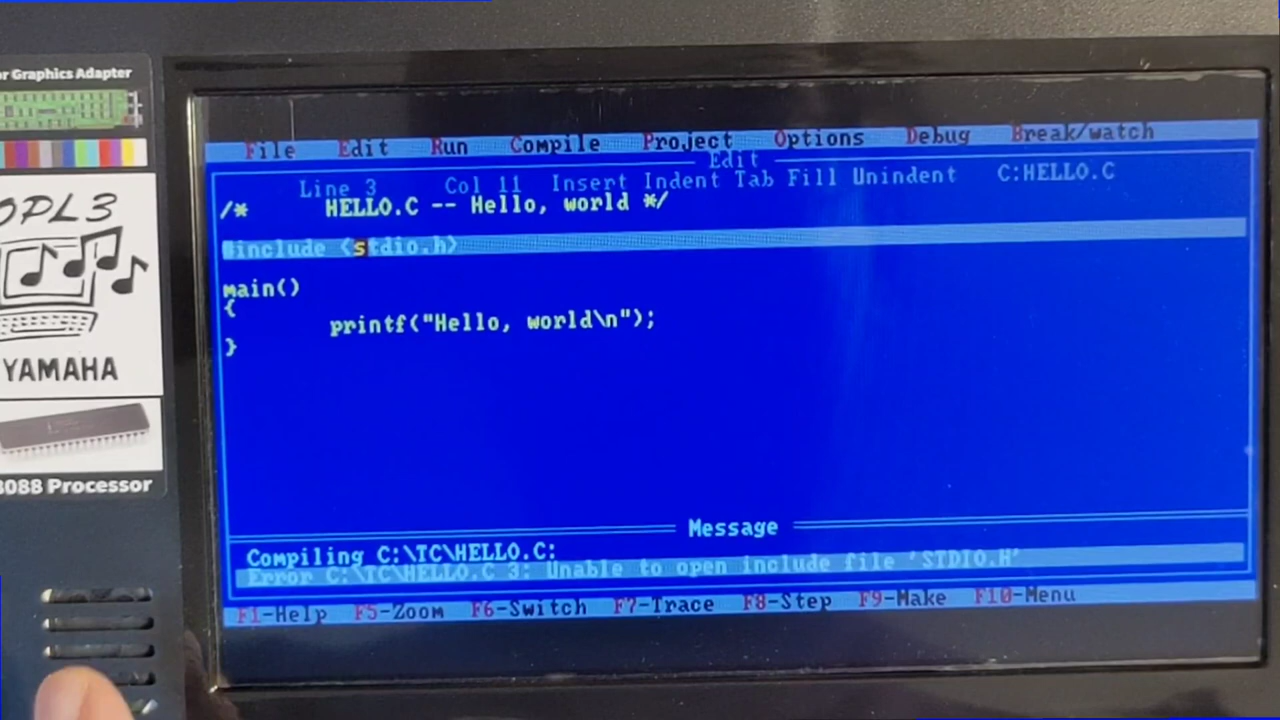 or Graphics Adapter
OPL3
YAMAHA
8088 Processor
File Edit Run Compile Project Options Debug Break/watch
Edit
Line 3 Col 11 Insert Indent Tab Fill Unindent C:HELLO.C
/* HELLO.C -- Hello, world */
#include <stdio.h>
main()
{
printf("Hello, world\n");
}
Message
Compiling C:\TC\HELLO.C:
Error C:\TC\HELLO.C 3: Unable to open include file 'STDIO.H'
F1-Help F5-Zoom F6-Switch F7-Trace F8-Step F9-Make F10-Menu